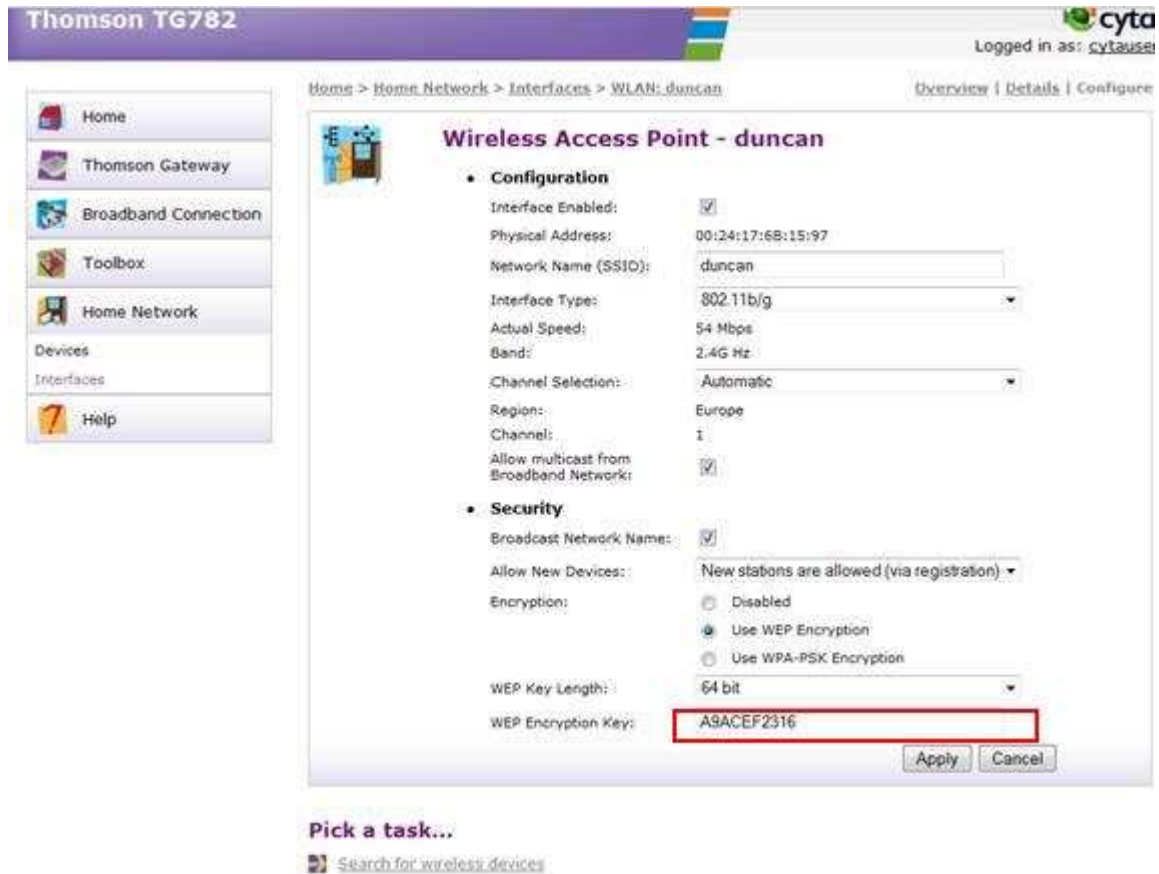 Thomson TG782
cyta
Logged in as: cytauser
Home > Home Network > Interfaces > WLAN: duncan
Overview | Details | Configure
Home
Thomson Gateway
Broadband Connection
Toolbox
Home Network
Devices
Interfaces
Help
Wireless Access Point - duncan
• Configuration
Interface Enabled:
Physical Address: 00:24:17:6B:15:97
Network Name (SSID): duncan
Interface Type: 802.11b/g
Actual Speed: 54 Mbps
Band: 2.4G Hz
Channel Selection: Automatic
Region: Europe
Channel: 1
Allow multicast from
Broadband Network:
• Security
Broadcast Network Name:
Allow New Devices: New stations are allowed (via registration)
Encryption: Disabled
Use WEP Encryption
Use WPA-PSK Encryption
WEP Key Length: 64 bit
WEP Encryption Key: A9ACEF2316
Apply Cancel
Pick a task...
Search for wireless devices